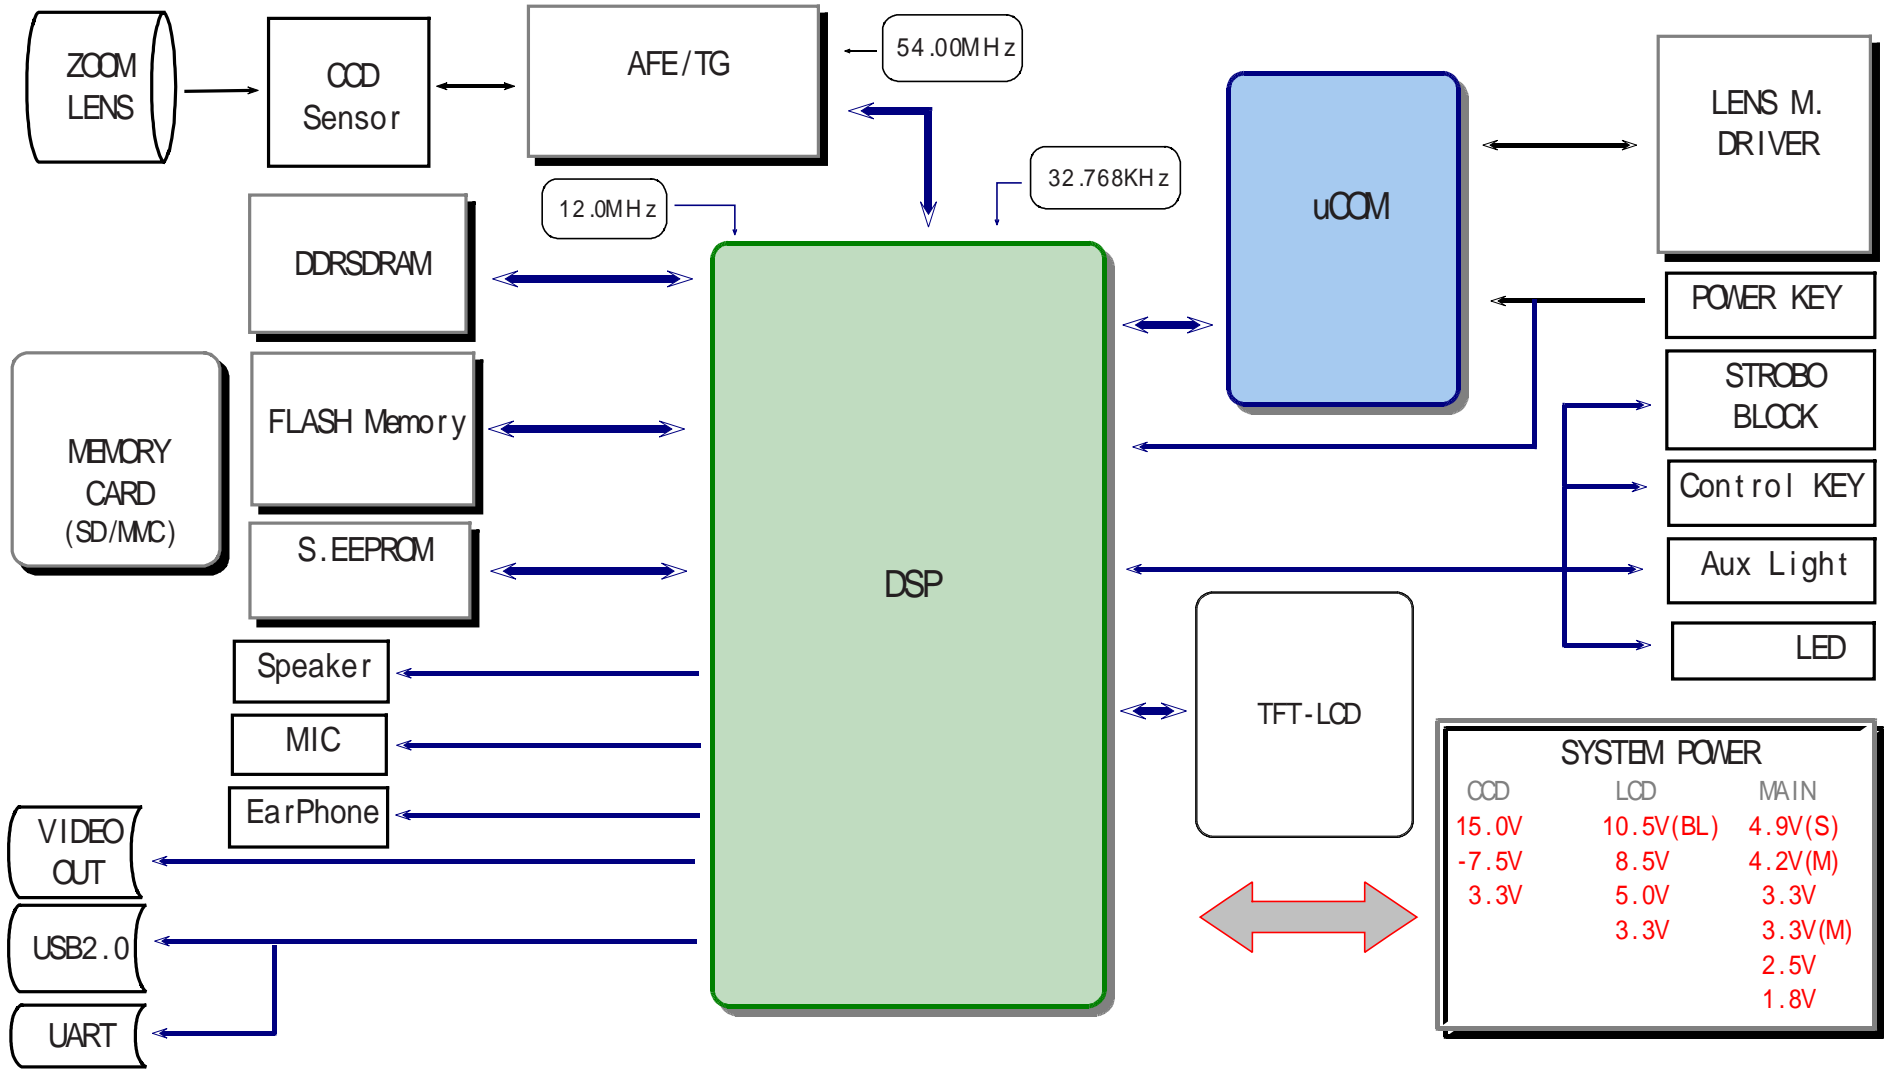 ZOOM
LENS
CCD
Sensor
AFE/TG
54.00MHz
32.768KHz
12.0MHz
uCOM
LENS M.
DRIVER
DDRSDRAM
POWER KEY
STROBO
BLOCK
FLASH Memory
MEMORY
CARD
(SD/MMC)
Control KEY
S.EEPROM
Aux Light
DSP
LED
Speaker
TFT-LCD
MIC
EarPhone
VIDEO
OUT
USB2.0
UART
SYSTEM POWER
CCD LCD MAIN
15.0V 10.5V(BL) 4.9V(S)
-7.5V 8.5V 4.2V(M)
3.3V 5.0V 3.3V
3.3V 3.3V(M)
2.5V
1.8V